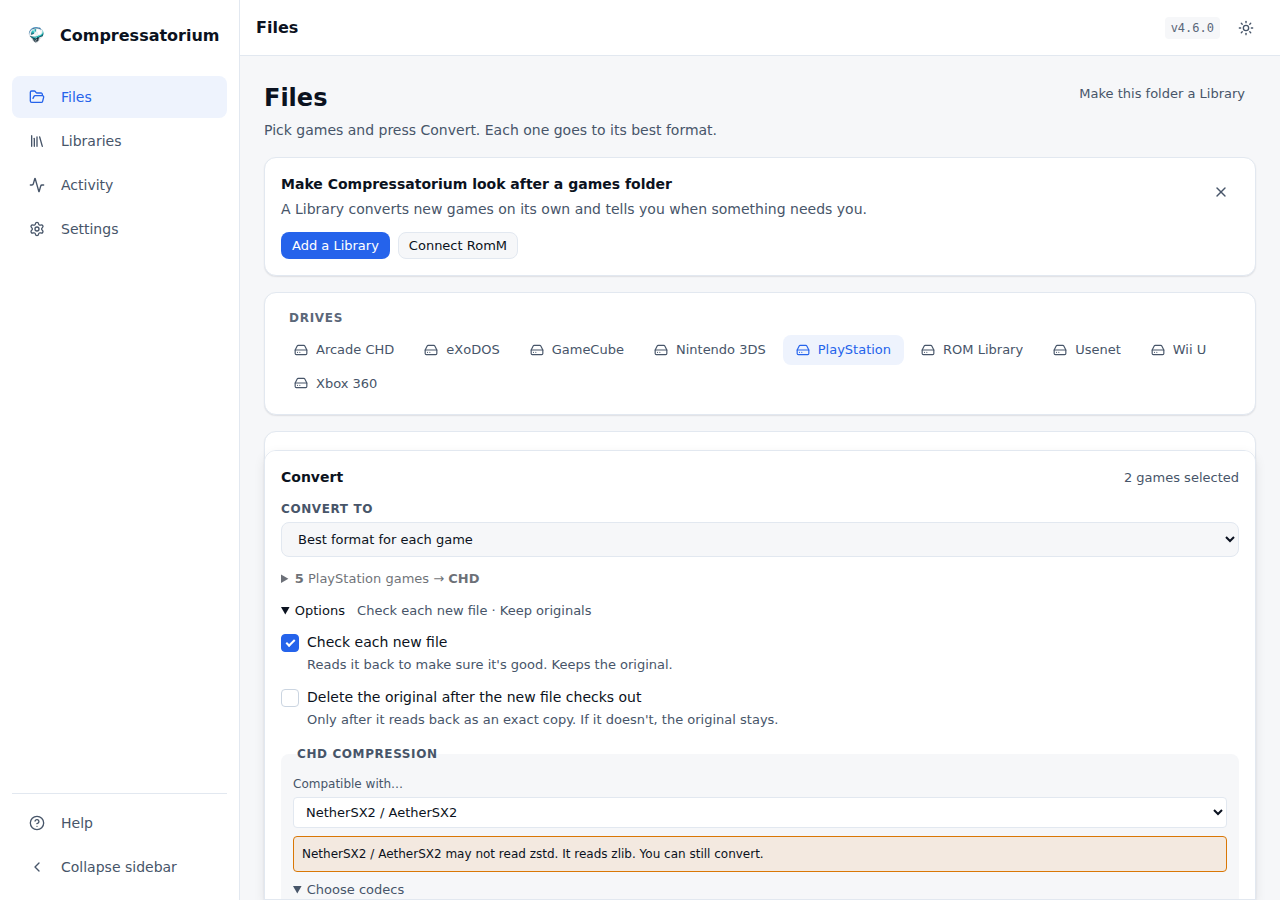 Compressatorium
Files
Libraries
Activity
Settings
Help
Collapse sidebar
Files
v4.6.0
Files
Make this folder a Library
Pick games and press Convert. Each one goes to its best format.
Make Compressatorium look after a games folder
A Library converts new games on its own and tells you when something needs you.
Add a Library
Connect RomM
DRIVES
Arcade CHD
eXoDOS
GameCube
Nintendo 3DS
PlayStation
ROM Library
Usenet
Wii U
Xbox 360
Convert
2 games selected
CONVERT TO
Best format for each game
5 PlayStation games → CHD
Options Check each new file · Keep originals
Check each new file
Reads it back to make sure it's good. Keeps the original.
Delete the original after the new file checks out
Only after it reads back as an exact copy. If it doesn't, the original stays.
CHD COMPRESSION
Compatible with…
NetherSX2 / AetherSX2
NetherSX2 / AetherSX2 may not read zstd. It reads zlib. You can still convert.
Choose codecs